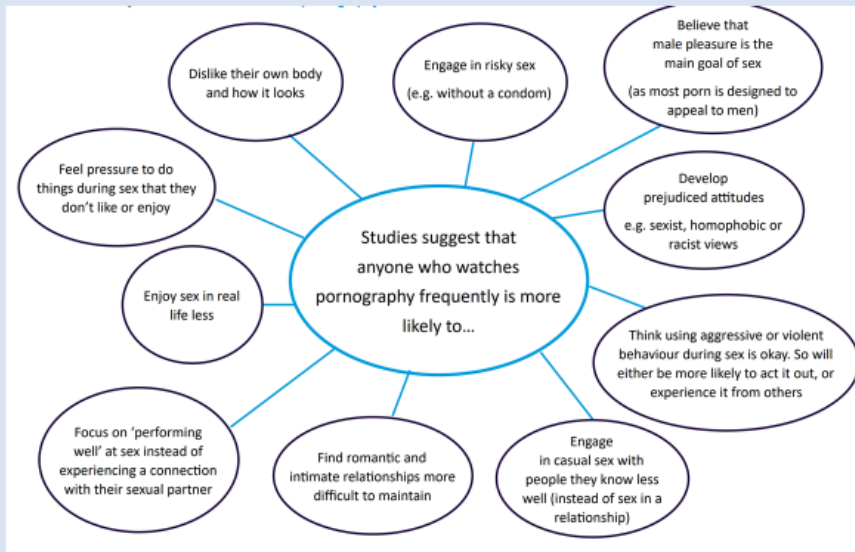 Dislike their own body
and how it looks
Engage in risky sex
(e.g. without a condom)
Believe that
male pleasure is the
main goal of sex
(as most porn is designed to
appeal to men)
Feel pressure to do
things during sex that they
don't like or enjoy
Develop
prejudiced attitudes
e.g. sexist, homophobic or
racist views
Studies suggest that
anyone who watches
pornography frequently is more
likely to…
Enjoy sex in real
life less
Think using aggressive or violent
behaviour during sex is okay. So will
either be more likely to act it out, or
experience it from others
Focus on ‘performing
well’ at sex instead of
experiencing a connection
with their sexual partner
Find romantic and
intimate relationships more
difficult to maintain
Engage
in casual sex with
people they know less
well (instead of sex in a
relationship)